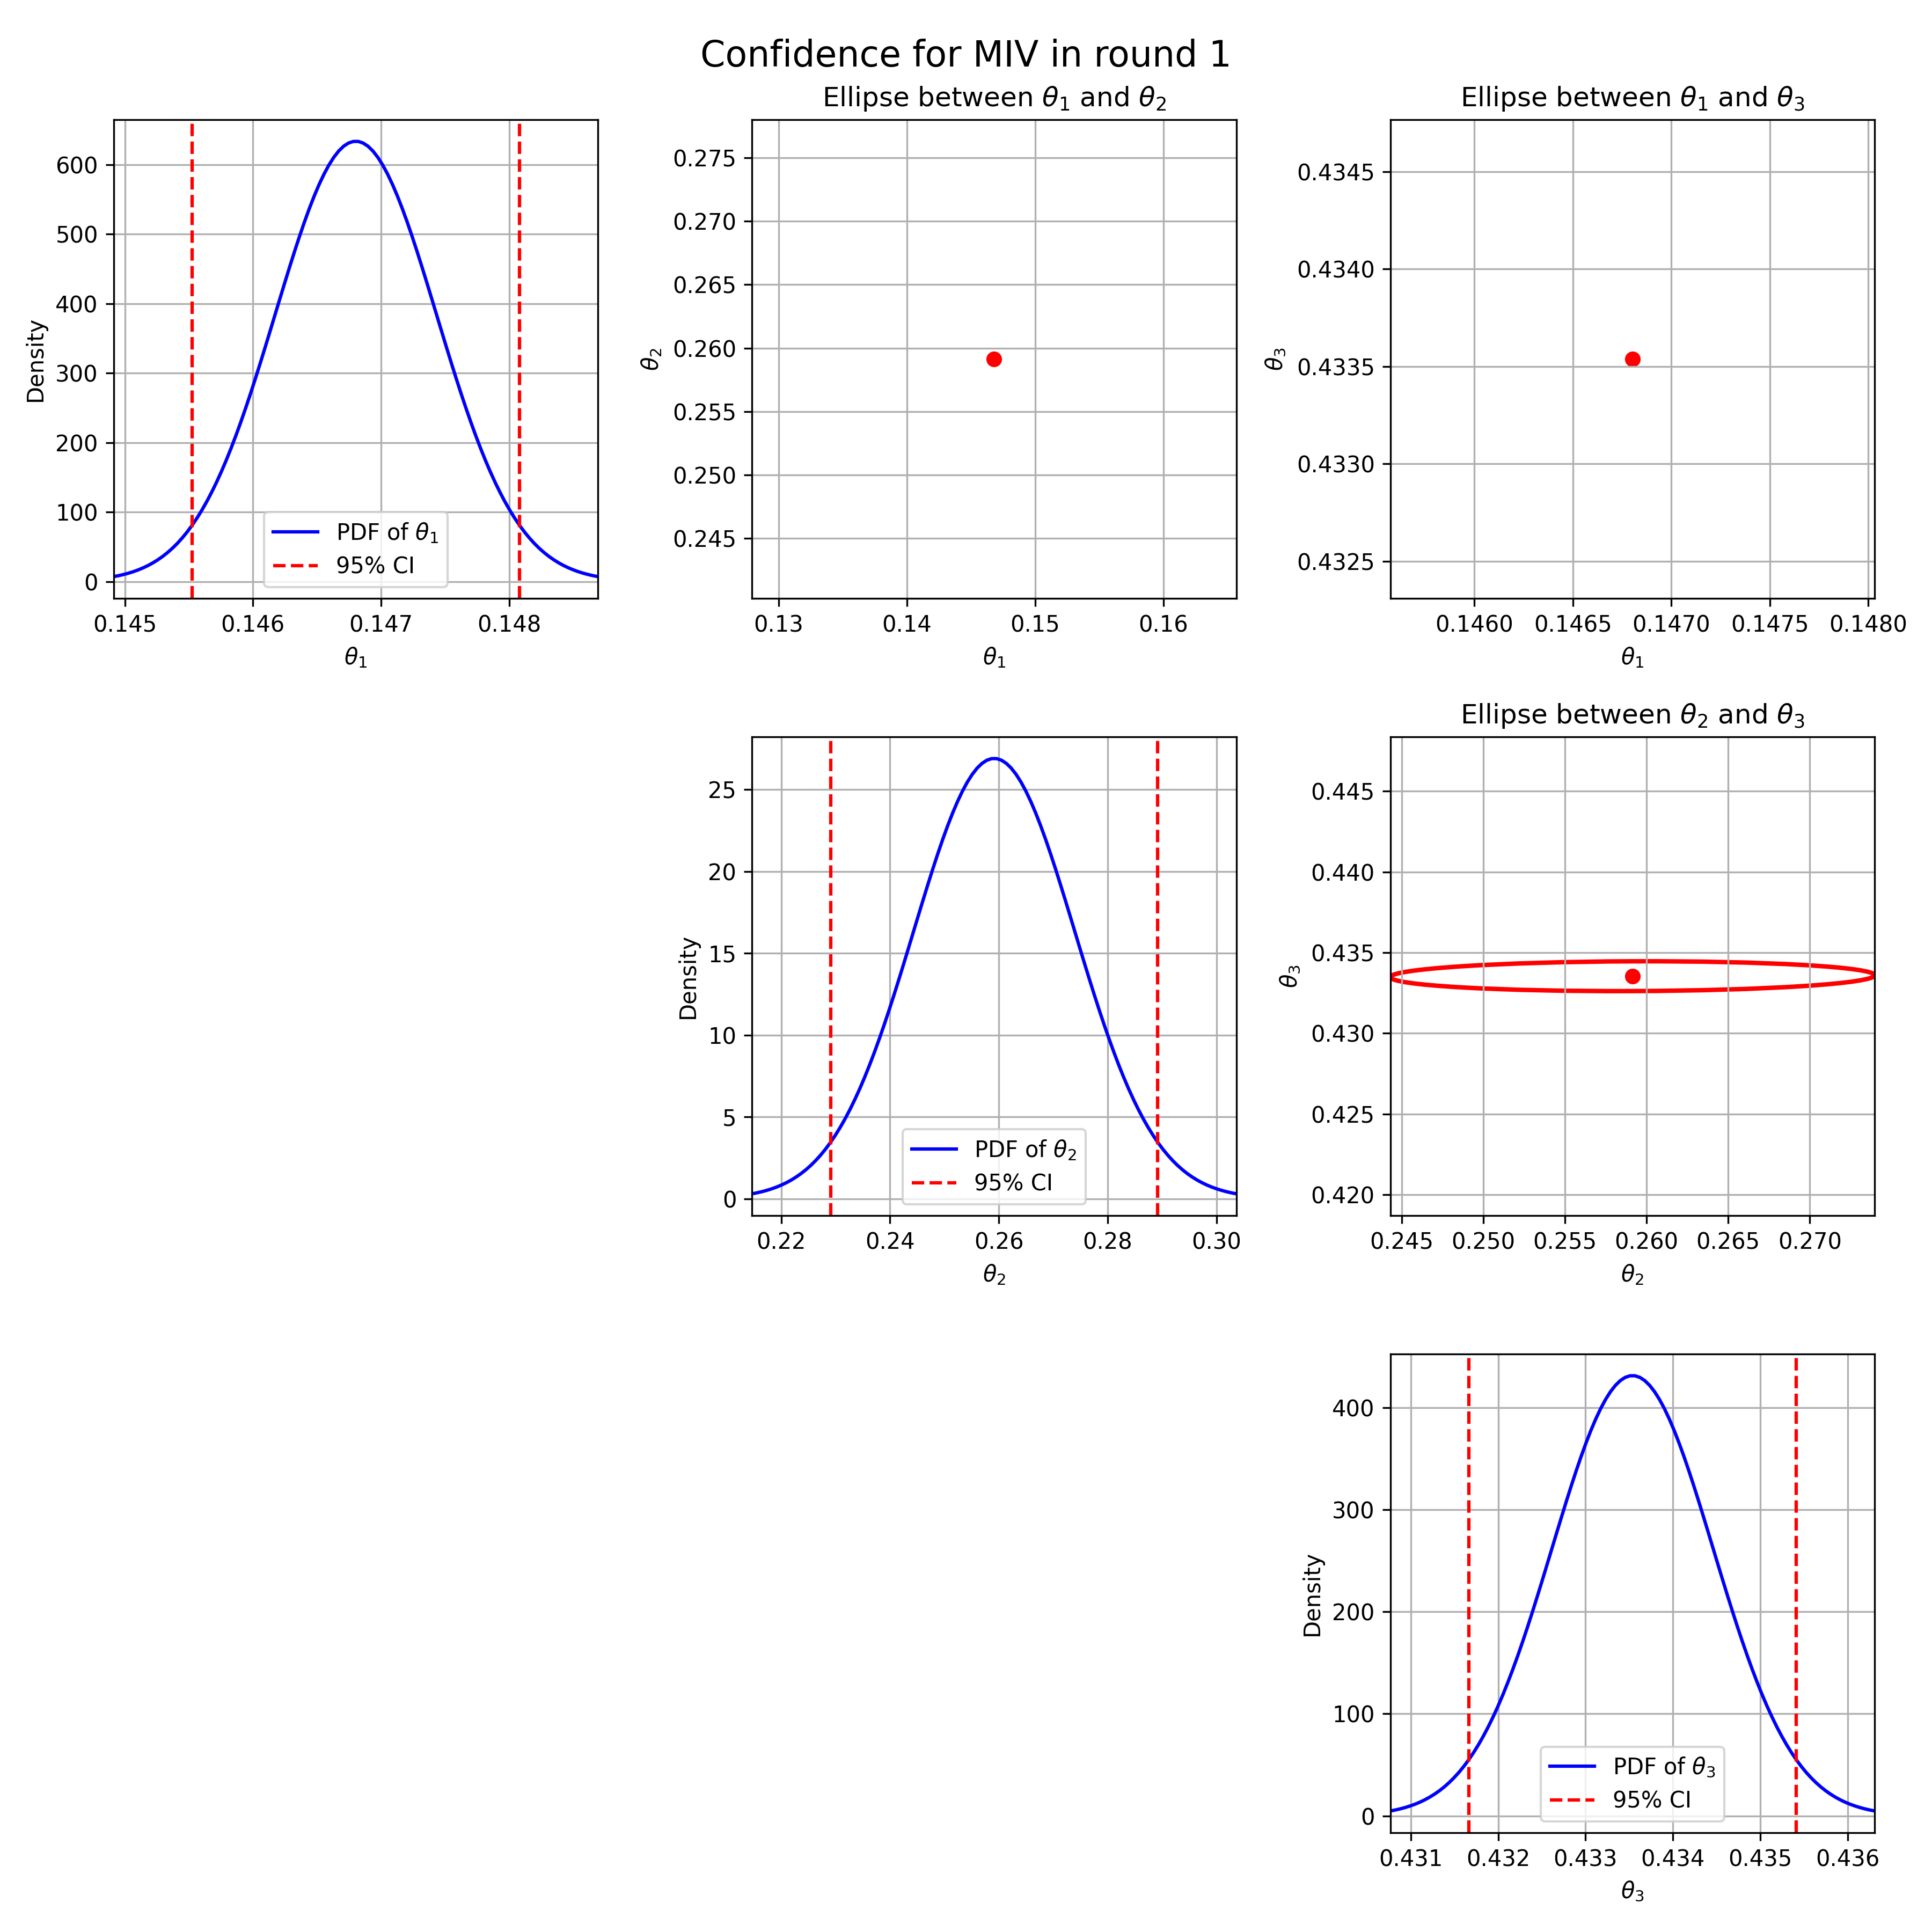 Confidence for MIV in round 1
Ellipse between θ1 and θ2
Ellipse between θ1 and θ3
600
500
400
300
200
100
0
Density
PDF of θ1
95% CI
0.145 0.146 0.147 0.148
θ1
0.275
0.270
0.265
0.260
0.255
0.250
0.245
θ2
0.13 0.14 0.15 0.16
θ1
0.4345
0.4340
0.4335
0.4330
0.4325
θ3
0.1460 0.1465 0.1470 0.1475 0.1480
θ1
Ellipse between θ2 and θ3
25
20
15
10
5
0
Density
PDF of θ2
95% CI
0.22 0.24 0.26 0.28 0.30
θ2
0.445
0.440
0.435
0.430
0.425
0.420
θ3
0.245 0.250 0.255 0.260 0.265 0.270
θ2
400
300
200
100
0
Density
PDF of θ3
95% CI
0.431 0.432 0.433 0.434 0.435 0.436
θ3